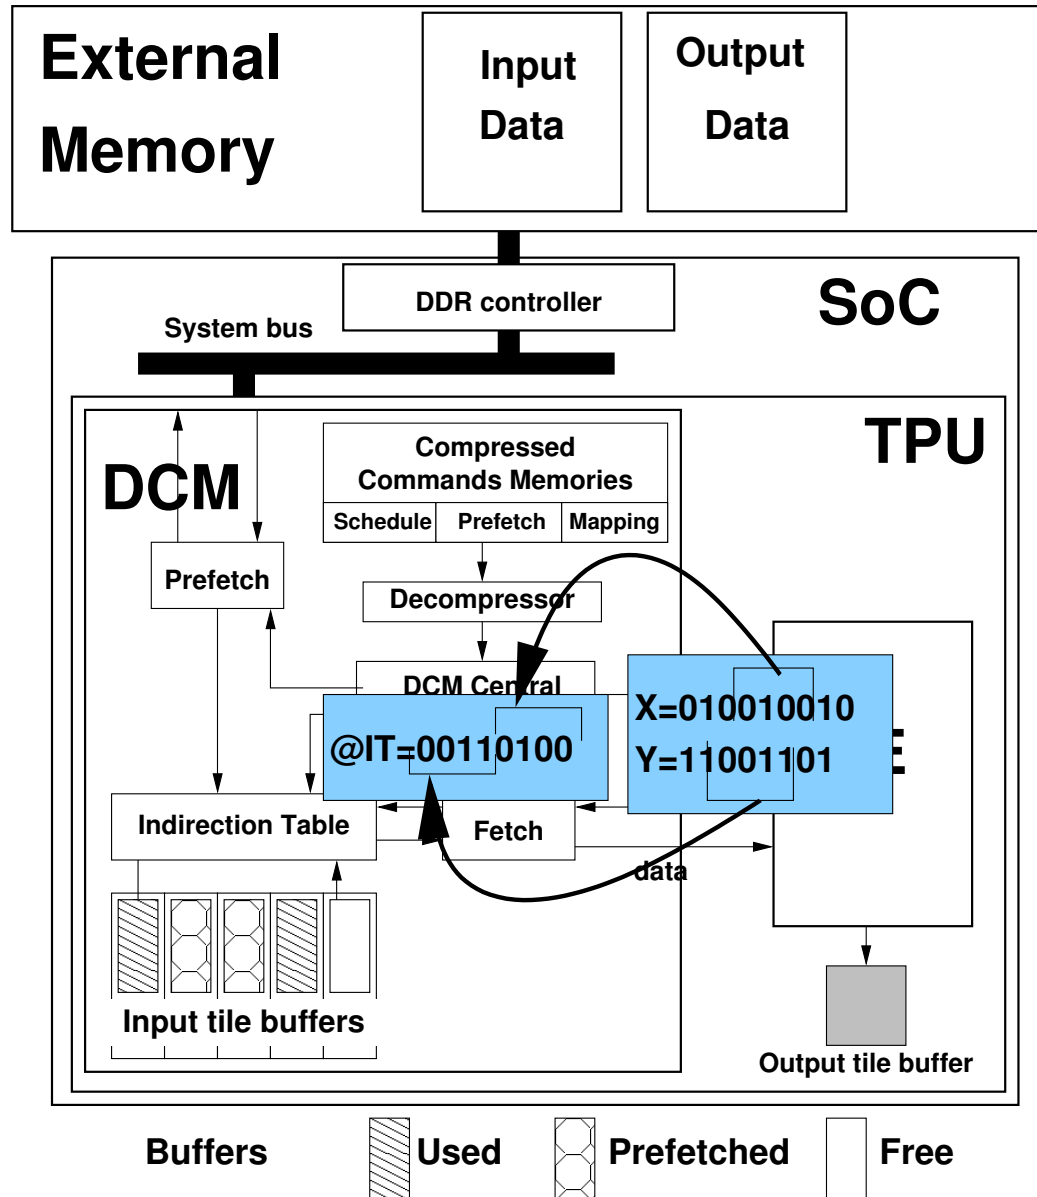 External
Memory
Input
Data
Output
Data
DDR controller
SoC
System bus
TPU
DCM
Compressed
Commands Memories
Schedule Prefetch Mapping
Prefetch
Decompressor
DCM Central
X=010010010
Y=11001101
@IT=00110100
E
Indirection Table
Fetch
data
Input tile buffers
Output tile buffer
Buffers Used Prefetched Free